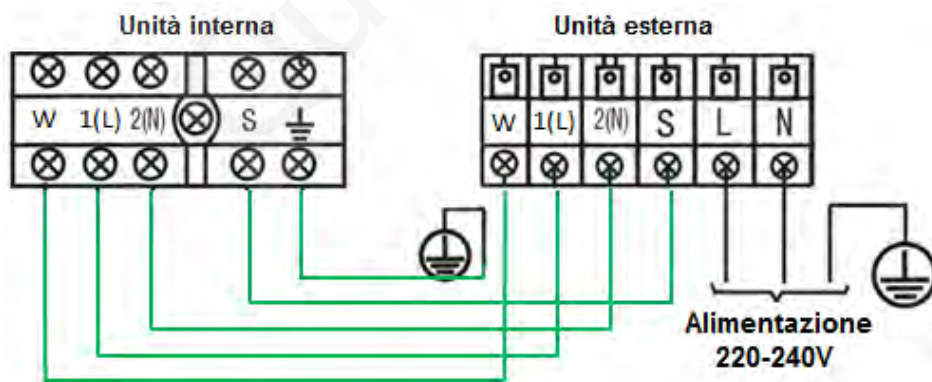 Unità interna
Unità esterna
W 1(L) 2(N) S
W 1(L) 2(N) S L N
Alimentazione
220-240V